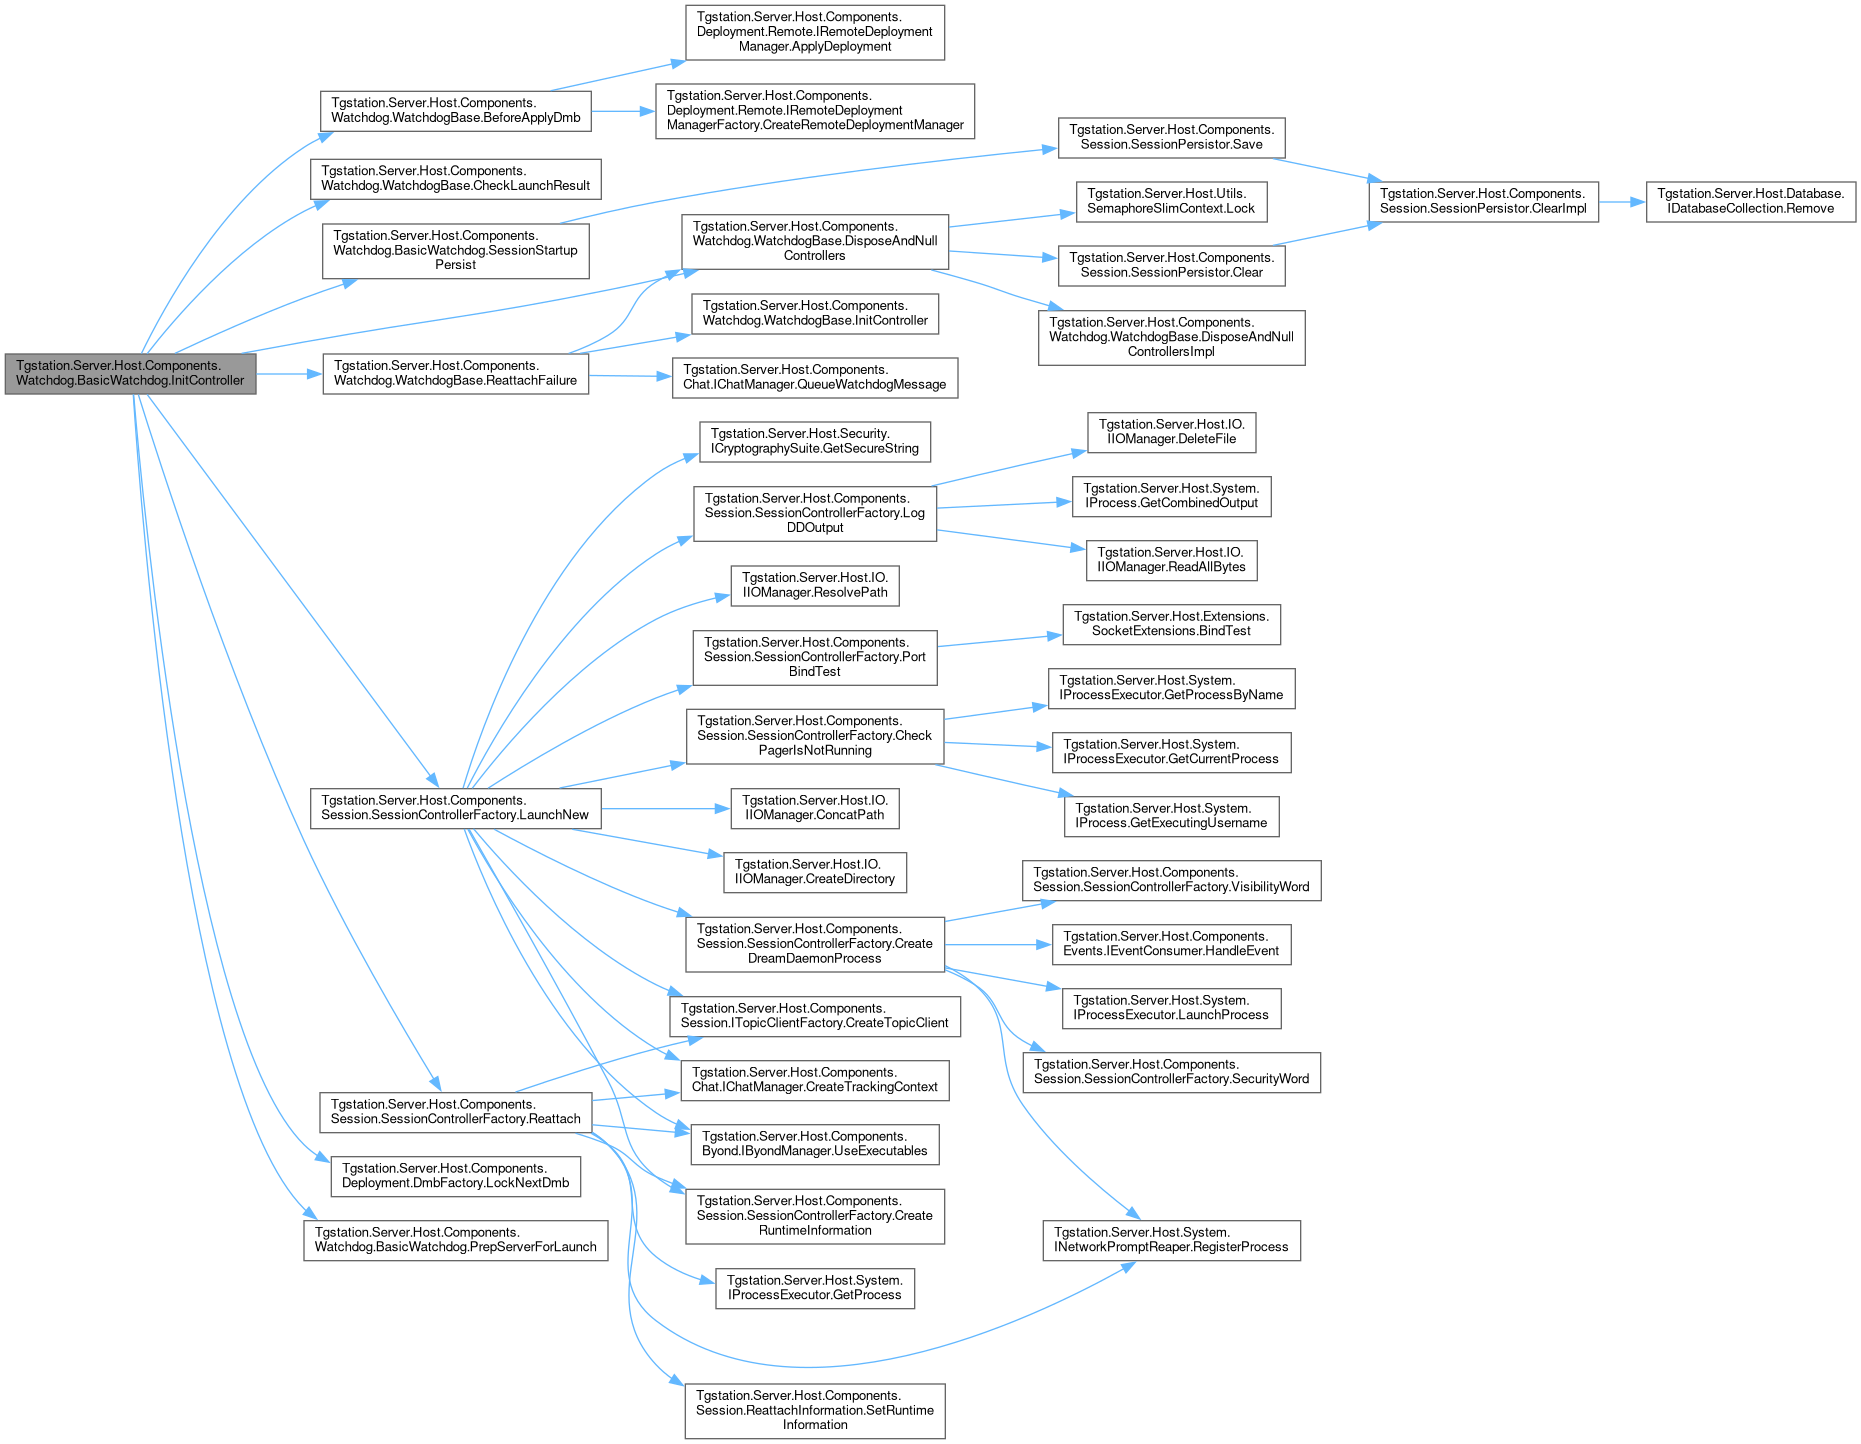 Tgstation.Server.Host.Components.
Watchdog.BasicWatchdog.InitController
Tgstation.Server.Host.Components.
Watchdog.WatchdogBase.BeforeApplyDmb
Tgstation.Server.Host.Components.
Watchdog.WatchdogBase.CheckLaunchResult
Tgstation.Server.Host.Components.
Watchdog.BasicWatchdog.SessionStartup
Persist
Tgstation.Server.Host.Components.
Watchdog.WatchdogBase.ReattachFailure
Tgstation.Server.Host.Components.
Session.SessionControllerFactory.LaunchNew
Tgstation.Server.Host.Components.
Session.SessionControllerFactory.Reattach
Tgstation.Server.Host.Components.
Deployment.DmbFactory.LockNextDmb
Tgstation.Server.Host.Components.
Watchdog.BasicWatchdog.PrepServerForLaunch
Tgstation.Server.Host.Components.
Deployment.Remote.IRemoteDeployment
Manager.ApplyDeployment
Tgstation.Server.Host.Components.
Deployment.Remote.IRemoteDeployment
ManagerFactory.CreateRemoteDeploymentManager
Tgstation.Server.Host.Components.
Watchdog.WatchdogBase.DisposeAndNull
Controllers
Tgstation.Server.Host.Components.
Watchdog.WatchdogBase.InitController
Tgstation.Server.Host.Components.
Chat.IChatManager.QueueWatchdogMessage
Tgstation.Server.Host.Security.
ICryptographySuite.GetSecureString
Tgstation.Server.Host.Components.
Session.SessionControllerFactory.Log
DDOutput
Tgstation.Server.Host.IO.
IIOManager.ResolvePath
Tgstation.Server.Host.Components.
Session.SessionControllerFactory.Port
BindTest
Tgstation.Server.Host.Components.
Session.SessionControllerFactory.Check
PagerIsNotRunning
Tgstation.Server.Host.IO.
IIOManager.ConcatPath
Tgstation.Server.Host.IO.
IIOManager.CreateDirectory
Tgstation.Server.Host.Components.
Session.SessionControllerFactory.Create
DreamDaemonProcess
Tgstation.Server.Host.Components.
Session.ITopicClientFactory.CreateTopicClient
Tgstation.Server.Host.Components.
Chat.IChatManager.CreateTrackingContext
Tgstation.Server.Host.Components.
Byond.IByondManager.UseExecutables
Tgstation.Server.Host.Components.
Session.SessionControllerFactory.Create
RuntimeInformation
Tgstation.Server.Host.System.
IProcessExecutor.GetProcess
Tgstation.Server.Host.Components.
Session.ReattachInformation.SetRuntime
Information
Tgstation.Server.Host.Components.
Session.SessionPersistor.Save
Tgstation.Server.Host.Utils.
SemaphoreSlimContext.Lock
Tgstation.Server.Host.Components.
Session.SessionPersistor.Clear
Tgstation.Server.Host.Components.
Watchdog.WatchdogBase.DisposeAndNull
ControllersImpl
Tgstation.Server.Host.IO.
IIOManager.DeleteFile
Tgstation.Server.Host.System.
IProcess.GetCombinedOutput
Tgstation.Server.Host.IO.
IIOManager.ReadAllBytes
Tgstation.Server.Host.Extensions.
SocketExtensions.BindTest
Tgstation.Server.Host.System.
IProcessExecutor.GetProcessByName
Tgstation.Server.Host.System.
IProcessExecutor.GetCurrentProcess
Tgstation.Server.Host.System.
IProcess.GetExecutingUsername
Tgstation.Server.Host.Components.
Session.SessionControllerFactory.VisibilityWord
Tgstation.Server.Host.Components.
Events.IEventConsumer.HandleEvent
Tgstation.Server.Host.System.
IProcessExecutor.LaunchProcess
Tgstation.Server.Host.Components.
Session.SessionControllerFactory.SecurityWord
Tgstation.Server.Host.System.
INetworkPromptReaper.RegisterProcess
Tgstation.Server.Host.Components.
Session.SessionPersistor.ClearImpl
Tgstation.Server.Host.Database.
IDatabaseCollection.Remove